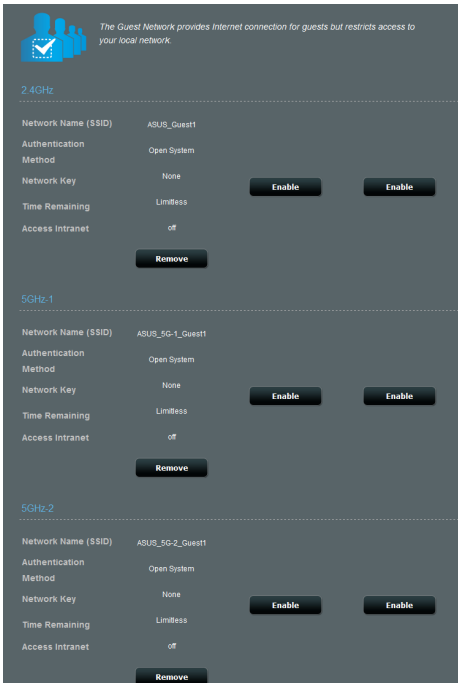 The Guest Network provides Internet connection for guests but restricts access to
your local network.
2.4GHz
Network Name (SSID) ASUS_Guest1
Authentication
Method Open System
Network Key None
Enable Enable
Time Remaining Limitless
Access Intranet off
Remove
5GHz-1
Network Name (SSID) ASUS_5G-1_Guest1
Authentication
Method Open System
Network Key None
Enable Enable
Time Remaining Limitless
Access Intranet off
Remove
5GHz-2
Network Name (SSID) ASUS_5G-2_Guest1
Authentication
Method Open System
Network Key None
Enable Enable
Time Remaining Limitless
Access Intranet off
Remove